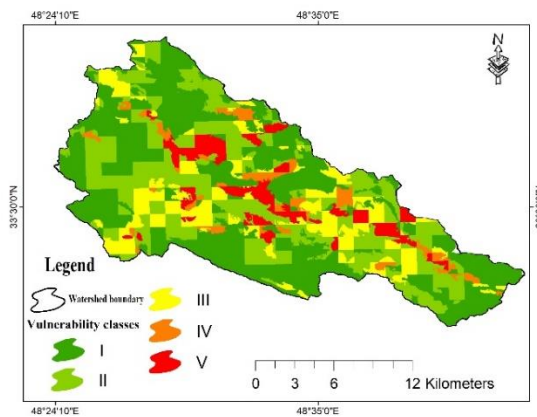 48°24'10"E 48°35'0"E
N
33°30'0"N
Legend
Watershed boundary
Vulnerability classes
III
IV
I
V
II
0 3 6 12 Kilometers
48°24'10"E 48°35'0"E